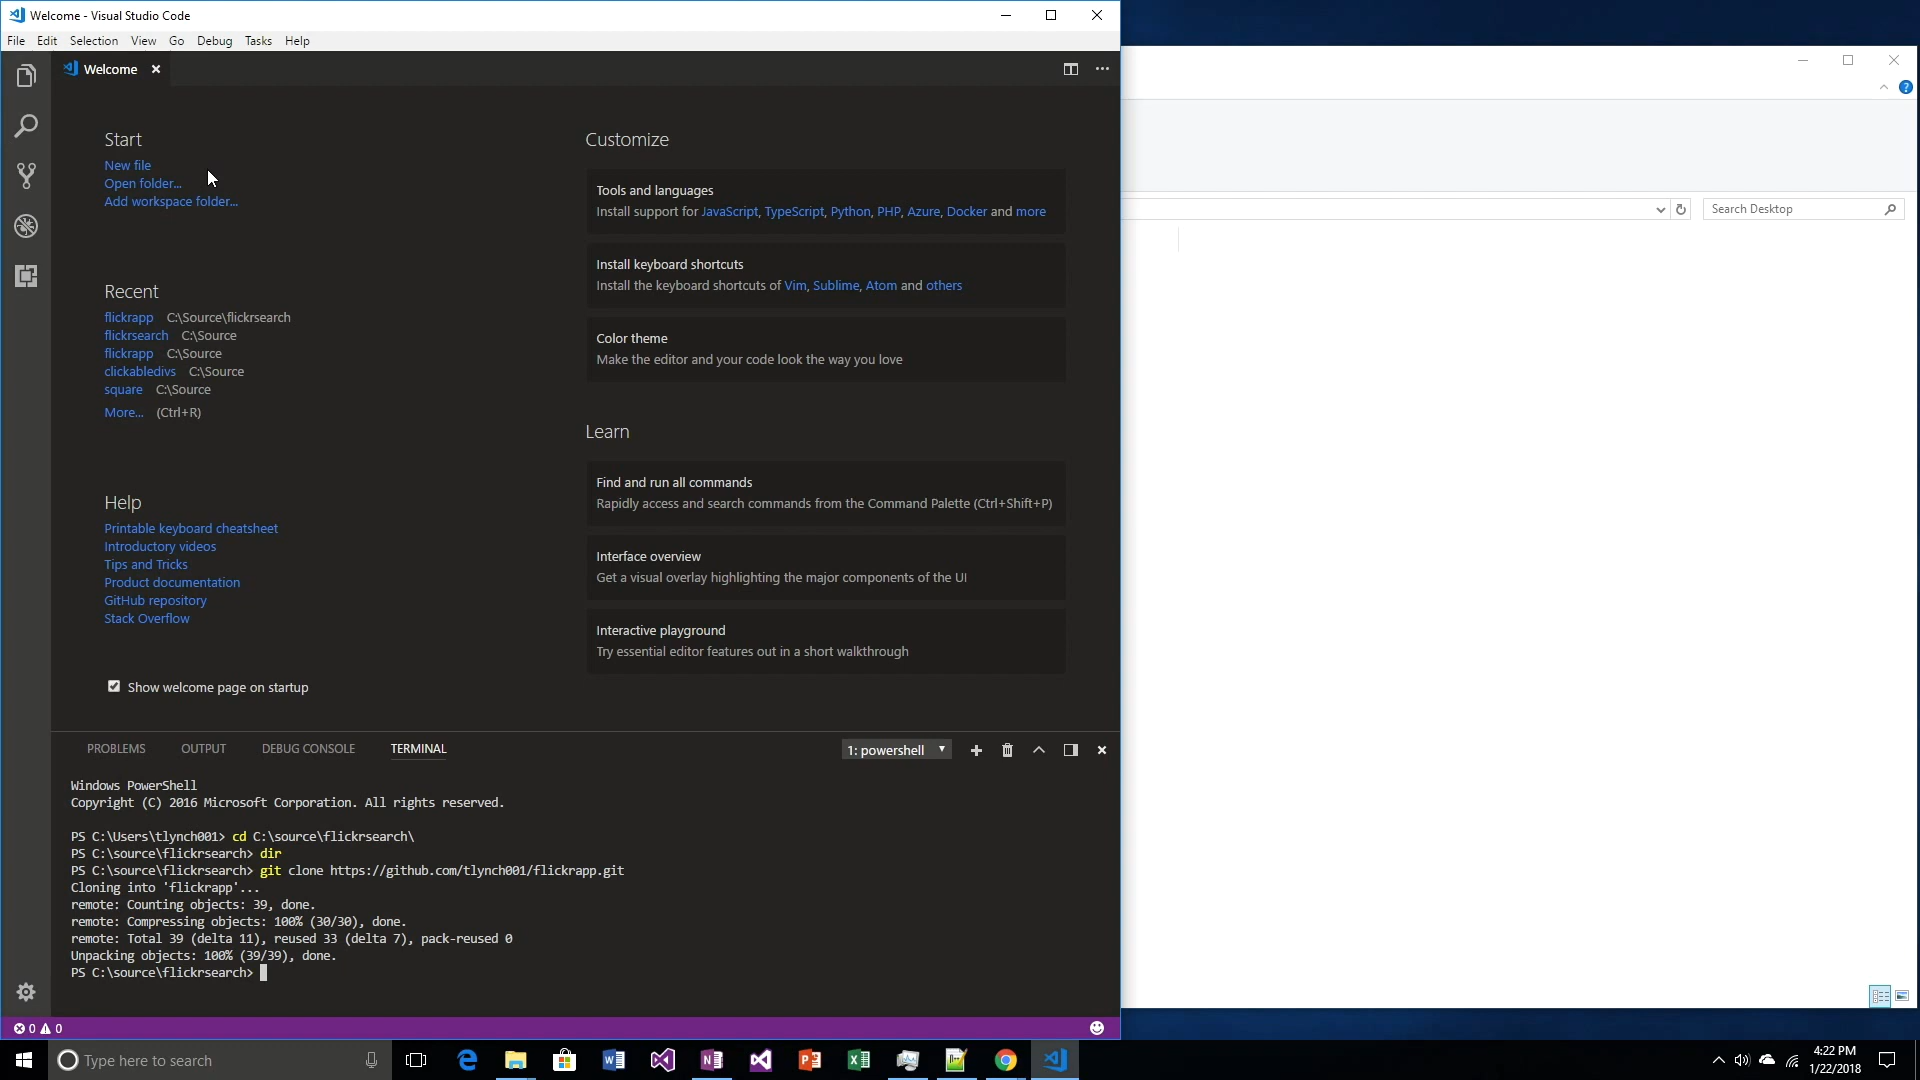 Welcome - Visual Studio Code
File Edit Selection View Go Debug Tasks Help
Welcome
Start
New file
Open folder...
Add workspace folder...
Recent
flickrapp C:\Source\flickrsearch
flickrsearch C:\Source
flickrapp C:\Source
clickabledivs C:\Source
square C:\Source
More... (Ctrl+R)
Help
Printable keyboard cheatsheet
Introductory videos
Tips and Tricks
Product documentation
GitHub repository
Stack Overflow
Show welcome page on startup
Customize
Tools and languages
Install support for JavaScript, TypeScript, Python, PHP, Azure, Docker and more
Install keyboard shortcuts
Install the keyboard shortcuts of Vim, Sublime, Atom and others
Color theme
Make the editor and your code look the way you love
Learn
Find and run all commands
Rapidly access and search commands from the Command Palette (Ctrl+Shift+P)
Interface overview
Get a visual overlay highlighting the major components of the UI
Interactive playground
Try essential editor features out in a short walkthrough
Search Desktop
PROBLEMS OUTPUT DEBUG CONSOLE TERMINAL 1: powershell
Windows PowerShell
Copyright (C) 2016 Microsoft Corporation. All rights reserved.
PS C:\Users\tlynch001> cd C:\source\flickrsearch\
PS C:\source\flickrsearch> dir
PS C:\source\flickrsearch> git clone https://github.com/tlynch001/flickrapp.git
Cloning into 'flickrapp'...
remote: Counting objects: 39, done.
remote: Compressing objects: 100% (30/30), done.
remote: Total 39 (delta 11), reused 33 (delta 7), pack-reused 0
Unpacking objects: 100% (39/39), done.
PS C:\source\flickrsearch>
0 0
Type here to search
4:22 PM
1/22/2018